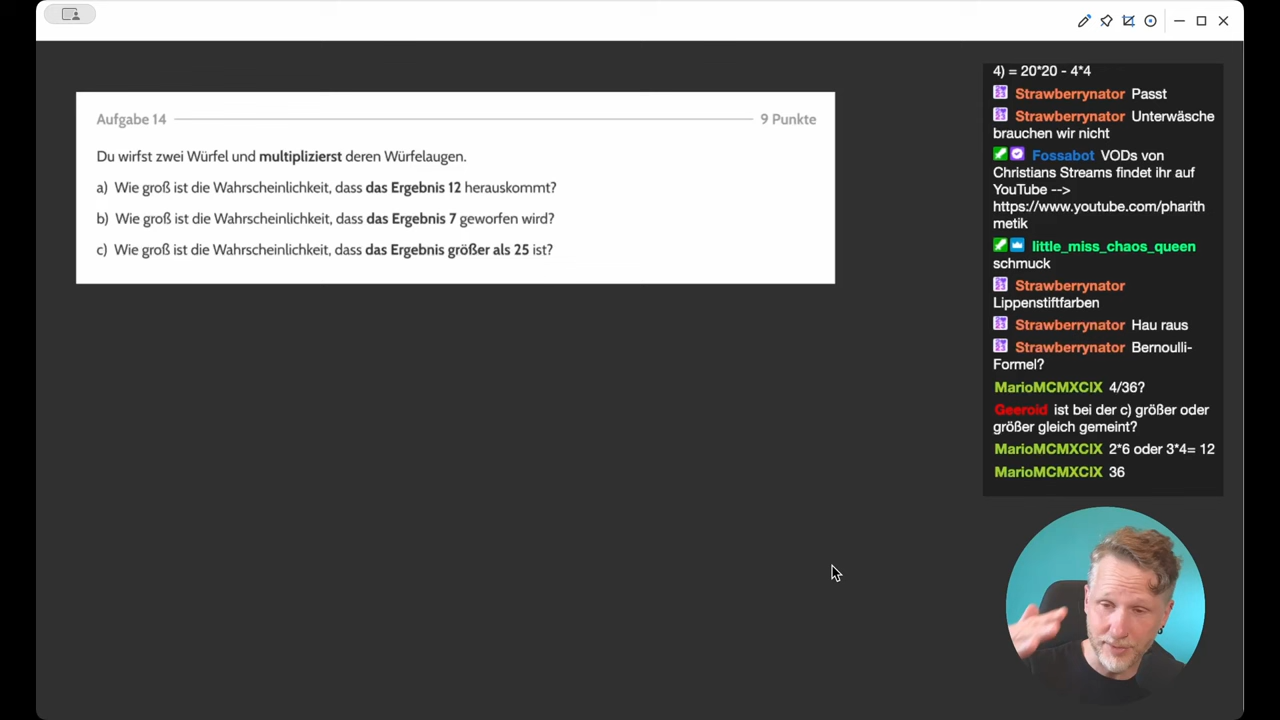 Aufgabe 14
9 Punkte
Du wirfst zwei Würfel und multiplizierst deren Würfelaugen.
a) Wie groß ist die Wahrscheinlichkeit, dass das Ergebnis 12 herauskommt?
b) Wie groß ist die Wahrscheinlichkeit, dass das Ergebnis 7 geworfen wird?
c) Wie groß ist die Wahrscheinlichkeit, dass das Ergebnis größer als 25 ist?
4) = 20*20 - 4*4
Strawberrynator Passt
Strawberrynator Unterwäsche
brauchen wir nicht
Fossabot VODs von
Christians Streams findet ihr auf
YouTube -->
https://www.youtube.com/pharith
metik
little_miss_chaos_queen
schmuck
Strawberrynator
Lippenstiftfarben
Strawberrynator Hau raus
Strawberrynator Bernoulli-
Formel?
MarioMCMXCIX 4/36?
Geeroid ist bei der c) größer oder
größer gleich gemeint?
MarioMCMXCIX 2*6 oder 3*4= 12
MarioMCMXCIX 36